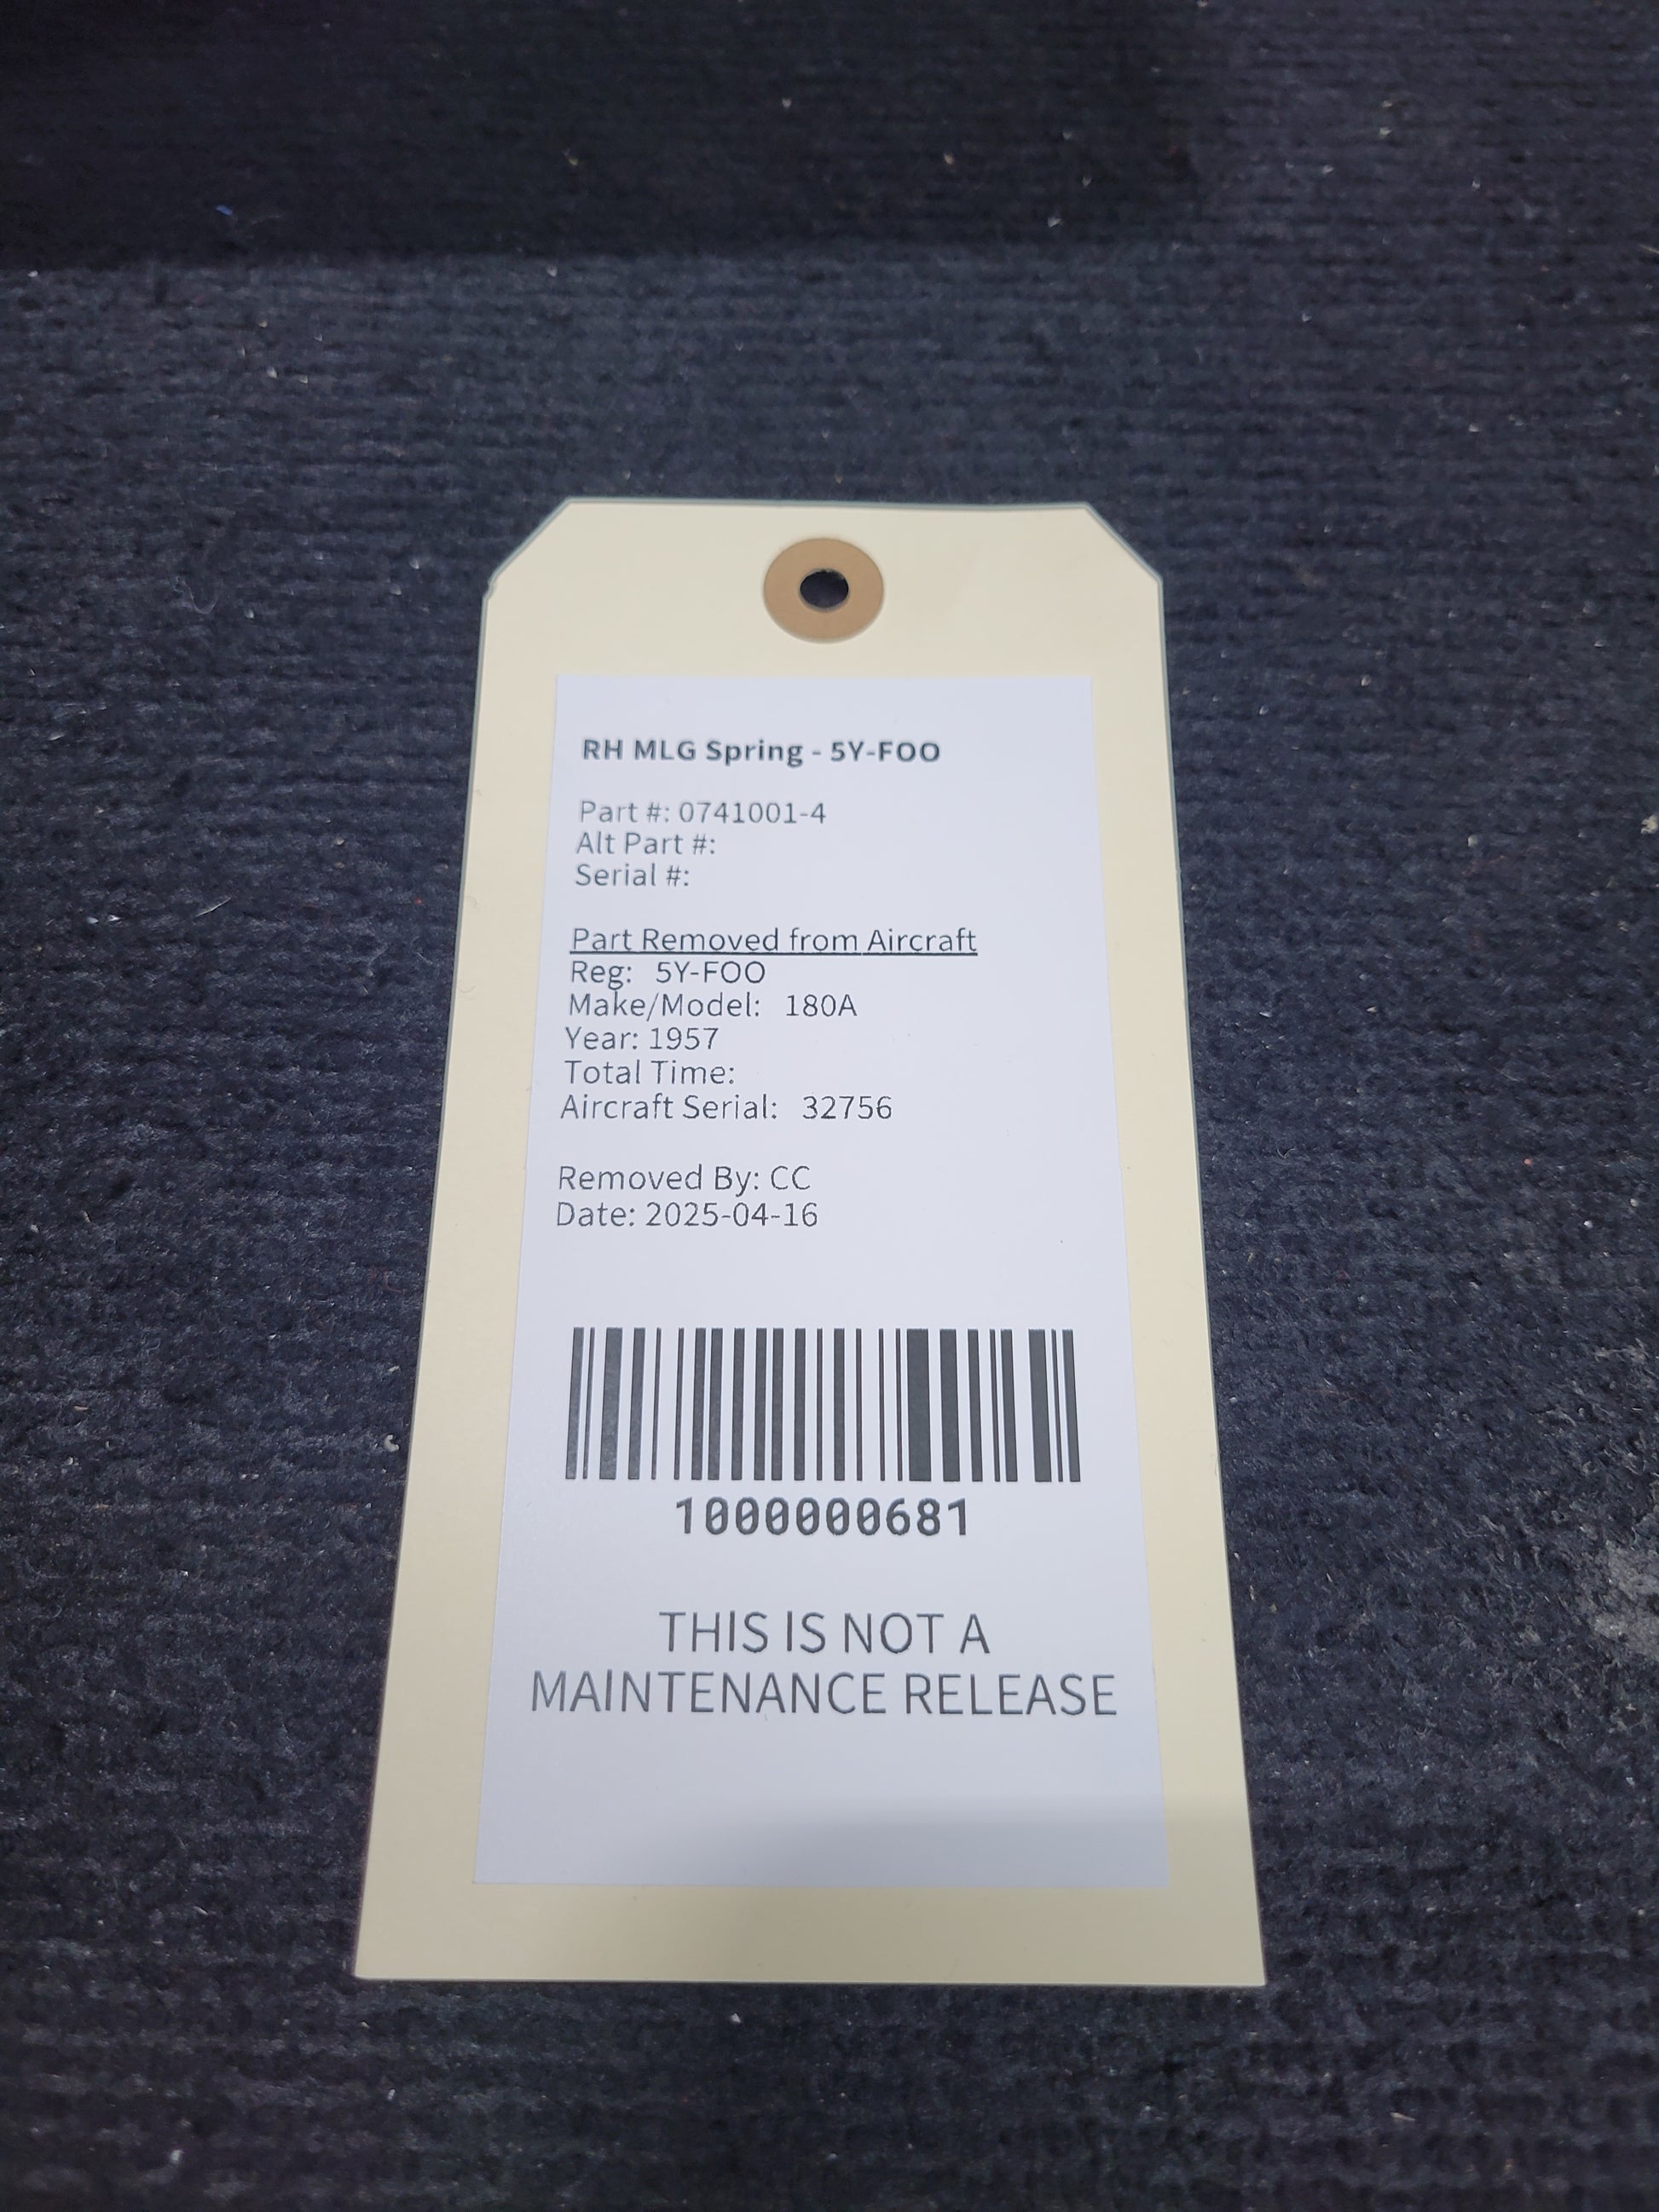 RH MLG Spring - 5Y-FOO
Part #: 0741001-4
Alt Part #:
Serial #:
Part Removed from Aircraft
Reg: 5Y-FOO
Make/Model: 180A
Year: 1957
Total Time:
Aircraft Serial: 32756
Removed By: CC
Date: 2025-04-16
1000000681
THIS IS NOT A
MAINTENANCE RELEASE